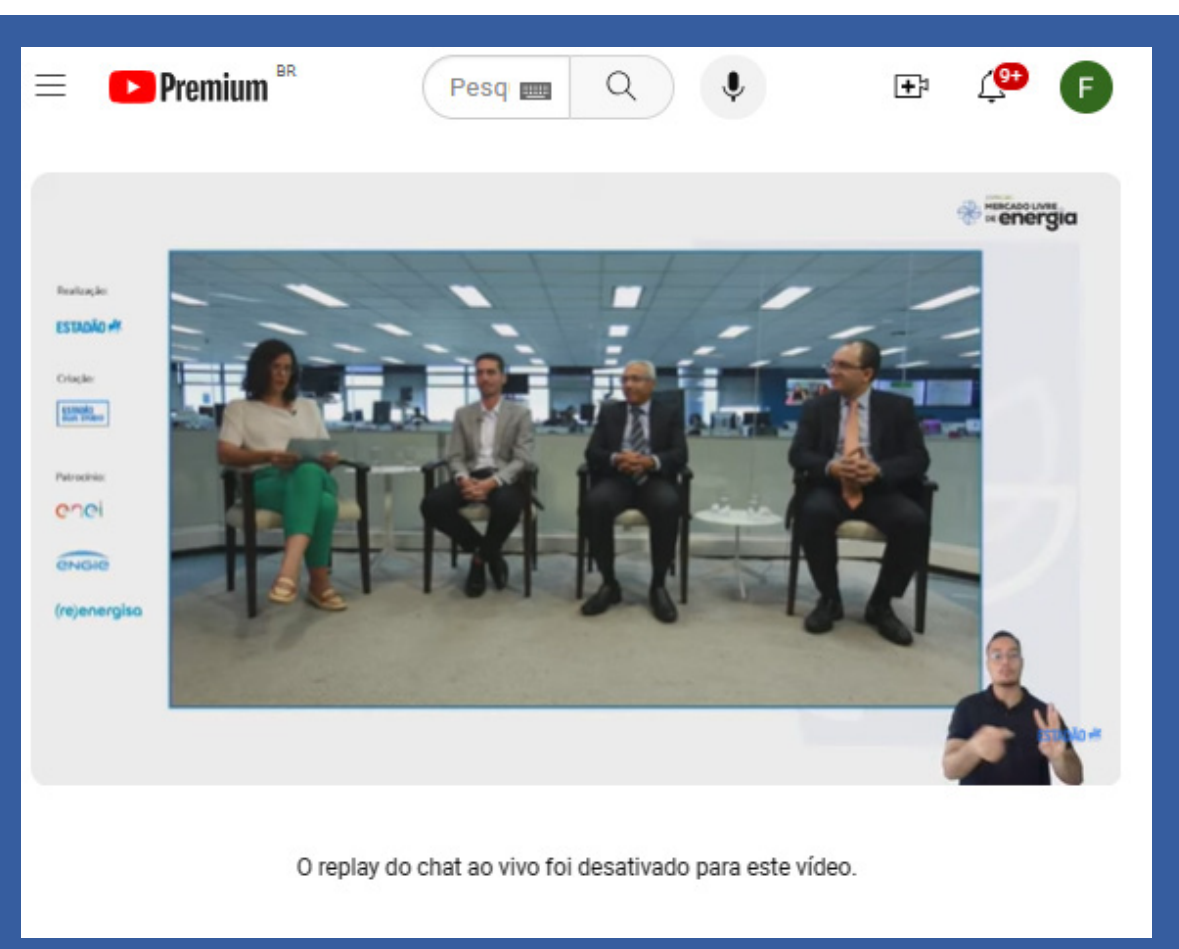 Premium BR
Pesq
9+
F
MERCADO LIVRE
DE energia
Realização:
ESTADÃO
Criação:
Patrocínio:
enel
ENGIE
(re)energisa
ESTADÃO
O replay do chat ao vivo foi desativado para este vídeo.